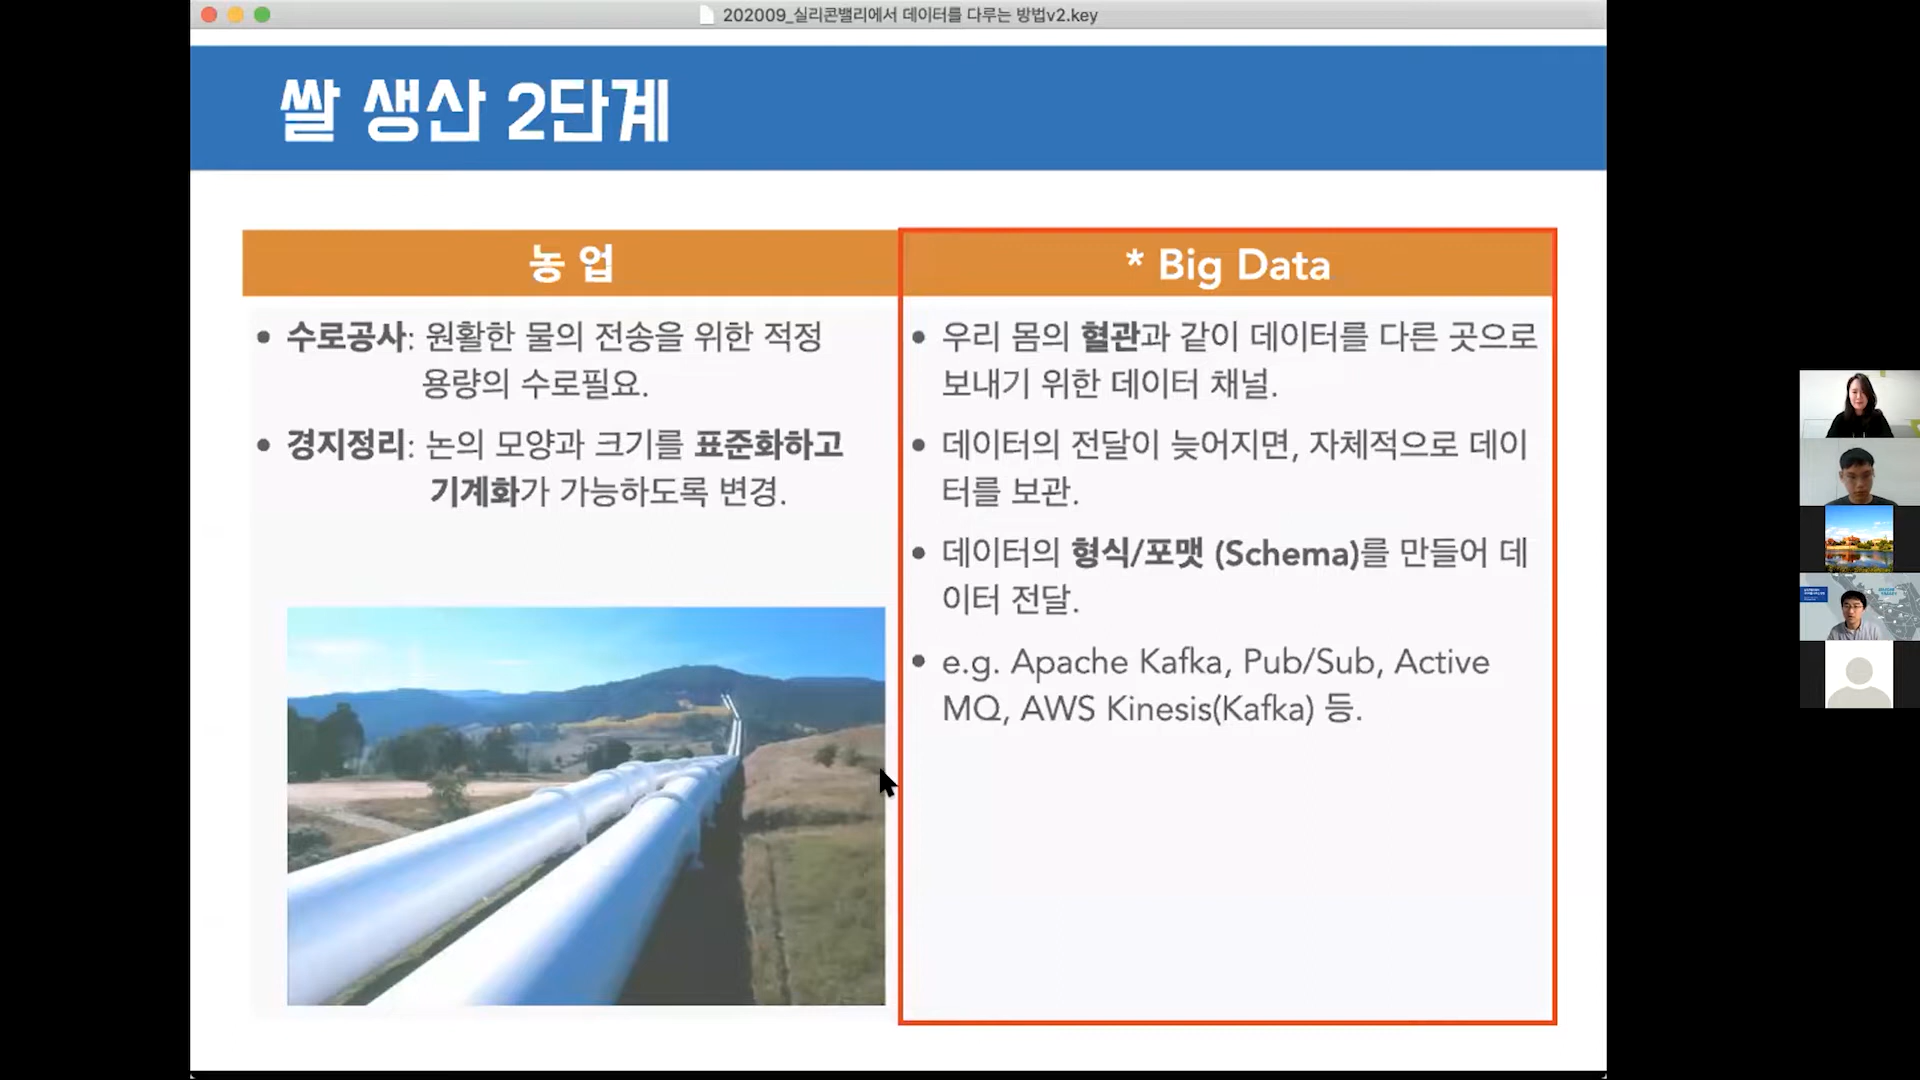 202009_실리콘밸리에서 데이터를 다루는 방법v2.key
쌀 생산 2단계
농 업
• 수로공사: 원활한 물의 전송을 위한 적정
용량의 수로필요.
• 경지정리: 논의 모양과 크기를 표준화하고
기계화가 가능하도록 변경.
* Big Data
• 우리 몸의 혈관과 같이 데이터를 다른 곳으로
보내기 위한 데이터 채널.
• 데이터의 전달이 늦어지면, 자체적으로 데이
터를 보관.
• 데이터의 형식/포맷 (Schema)를 만들어 데
이터 전달.
• e.g. Apache Kafka, Pub/Sub, Active
MQ, AWS Kinesis(Kafka) 등.